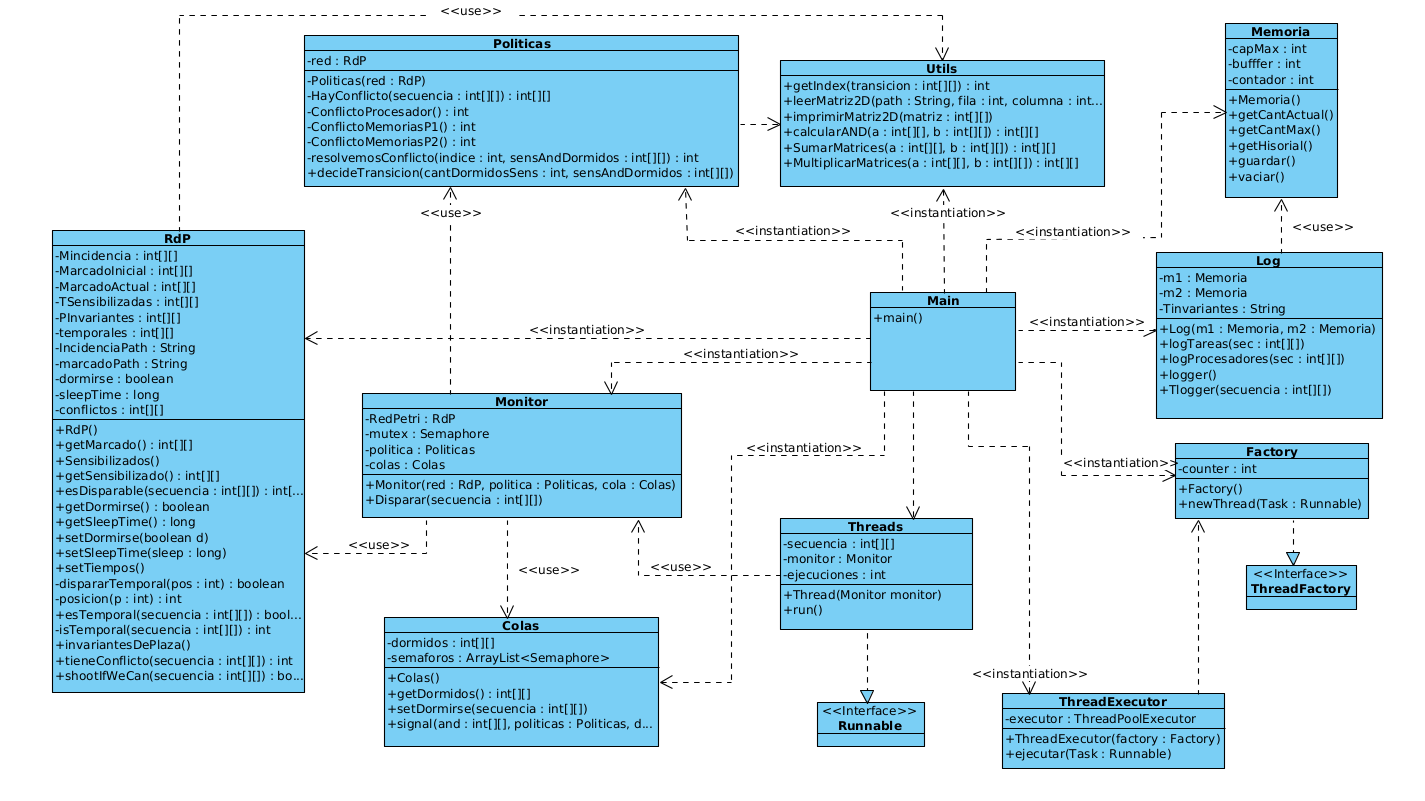 <<use>>
Politicas
-red : RdP
-Politicas(red : RdP)
-HayConflicto(secuencia : int[][]) : int[][]
-ConflictoProcesador() : int
-ConflictoMemoriasP1() : int
-ConflictoMemoriasP2() : int
-resolvemosConflicto(indice : int, sensAndDormidos : int[][]) : int
+decideTransicion(cantDormidosSens : int, sensAndDormidos : int[][])
Utils
+getIndex(transicion : int[][]) : int
+leerMatriz2D(path : String, fila : int, columna : int...
+imprimirMatriz2D(matriz : int[][])
+calcularAND(a : int[][], b : int[][]) : int[][]
+SumarMatrices(a : int[][], b : int[][]) : int[][]
+MultiplicarMatrices(a : int[][], b : int[][]) : int[][]
Memoria
-capMax : int
-bufffer : int
-contador : int
+Memoria()
+getCantActual()
+getCantMax()
+getHisorial()
+guardar()
+vaciar()
<<use>>
<<instantiation>>
<<instantiation>>
<<instantiation>>
<<use>>
RdP
-Mincidencia : int[][]
-MarcadoInicial : int[][]
-MarcadoActual : int[][]
-TSensibilizadas : int[][]
-PInvariantes : int[][]
-temporales : int[][]
-IncidenciaPath : String
-marcadoPath : String
-dormirse : boolean
-sleepTime : long
-conflictos : int[][]
+RdP()
+getMarcado() : int[][]
+Sensibilizados()
+getSensibilizado() : int[][]
+esDisparable(secuencia : int[][]) : int[...
+getDormirse() : boolean
+getSleepTime() : long
+setDormirse(boolean d)
+setSleepTime(sleep : long)
+setTiempos()
-dispararTemporal(pos : int) : boolean
-posicion(p : int) : int
+esTemporal(secuencia : int[][]) : bool...
-isTemporal(secuencia : int[][]) : int
+invariantesDePlaza()
+tieneConflicto(secuencia : int[][]) : int
+shootIfWeCan(secuencia : int[][]) : bo...
Log
-m1 : Memoria
-m2 : Memoria
-Tinvariantes : String
+Log(m1 : Memoria, m2 : Memoria)
+logTareas(sec : int[][])
+logProcesadores(sec : int[][])
+logger()
+Tlogger(secuencia : int[][])
Main
+main()
<<instantiation>>
<<instantiation>>
<<instantiation>>
Monitor
-RedPetri : RdP
-mutex : Semaphore
-politica : Politicas
-colas : Colas
+Monitor(red : RdP, politica : Politicas, cola : Colas)
+Disparar(secuencia : int[][])
<<instantiation>>
<<instantiation>>
Factory
-counter : int
+Factory()
+newThread(Task : Runnable)
<<use>>
<<use>>
<<use>>
Threads
-secuencia : int[][]
-monitor : Monitor
-ejecuciones : int
+Thread(Monitor monitor)
+run()
<<Interface>>
ThreadFactory
Colas
-dormidos : int[][]
-semaforos : ArrayList<Semaphore>
+Colas()
+getDormidos() : int[][]
+setDormirse(secuencia : int[][])
+signal(and : int[][], politicas : Politicas, d...
<<instantiation>>
<<Interface>>
Runnable
ThreadExecutor
-executor : ThreadPoolExecutor
+ThreadExecutor(factory : Factory)
+ejecutar(Task : Runnable)